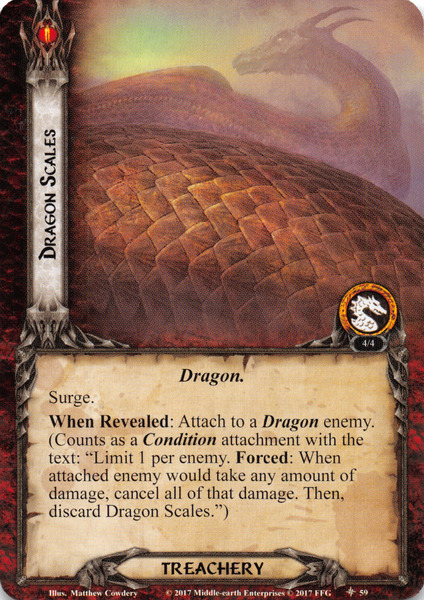 DRAGON SCALES
4/4
Dragon.
Surge.
When Revealed: Attach to a Dragon enemy.
(Counts as a Condition attachment with the
text: “Limit 1 per enemy. Forced: When
attached enemy would take any amount of
damage, cancel all of that damage. Then,
discard Dragon Scales.”)
TREACHERY
Illus. Matthew Cowdery © 2017 Middle-earth Enterprises © 2017 FFG 59